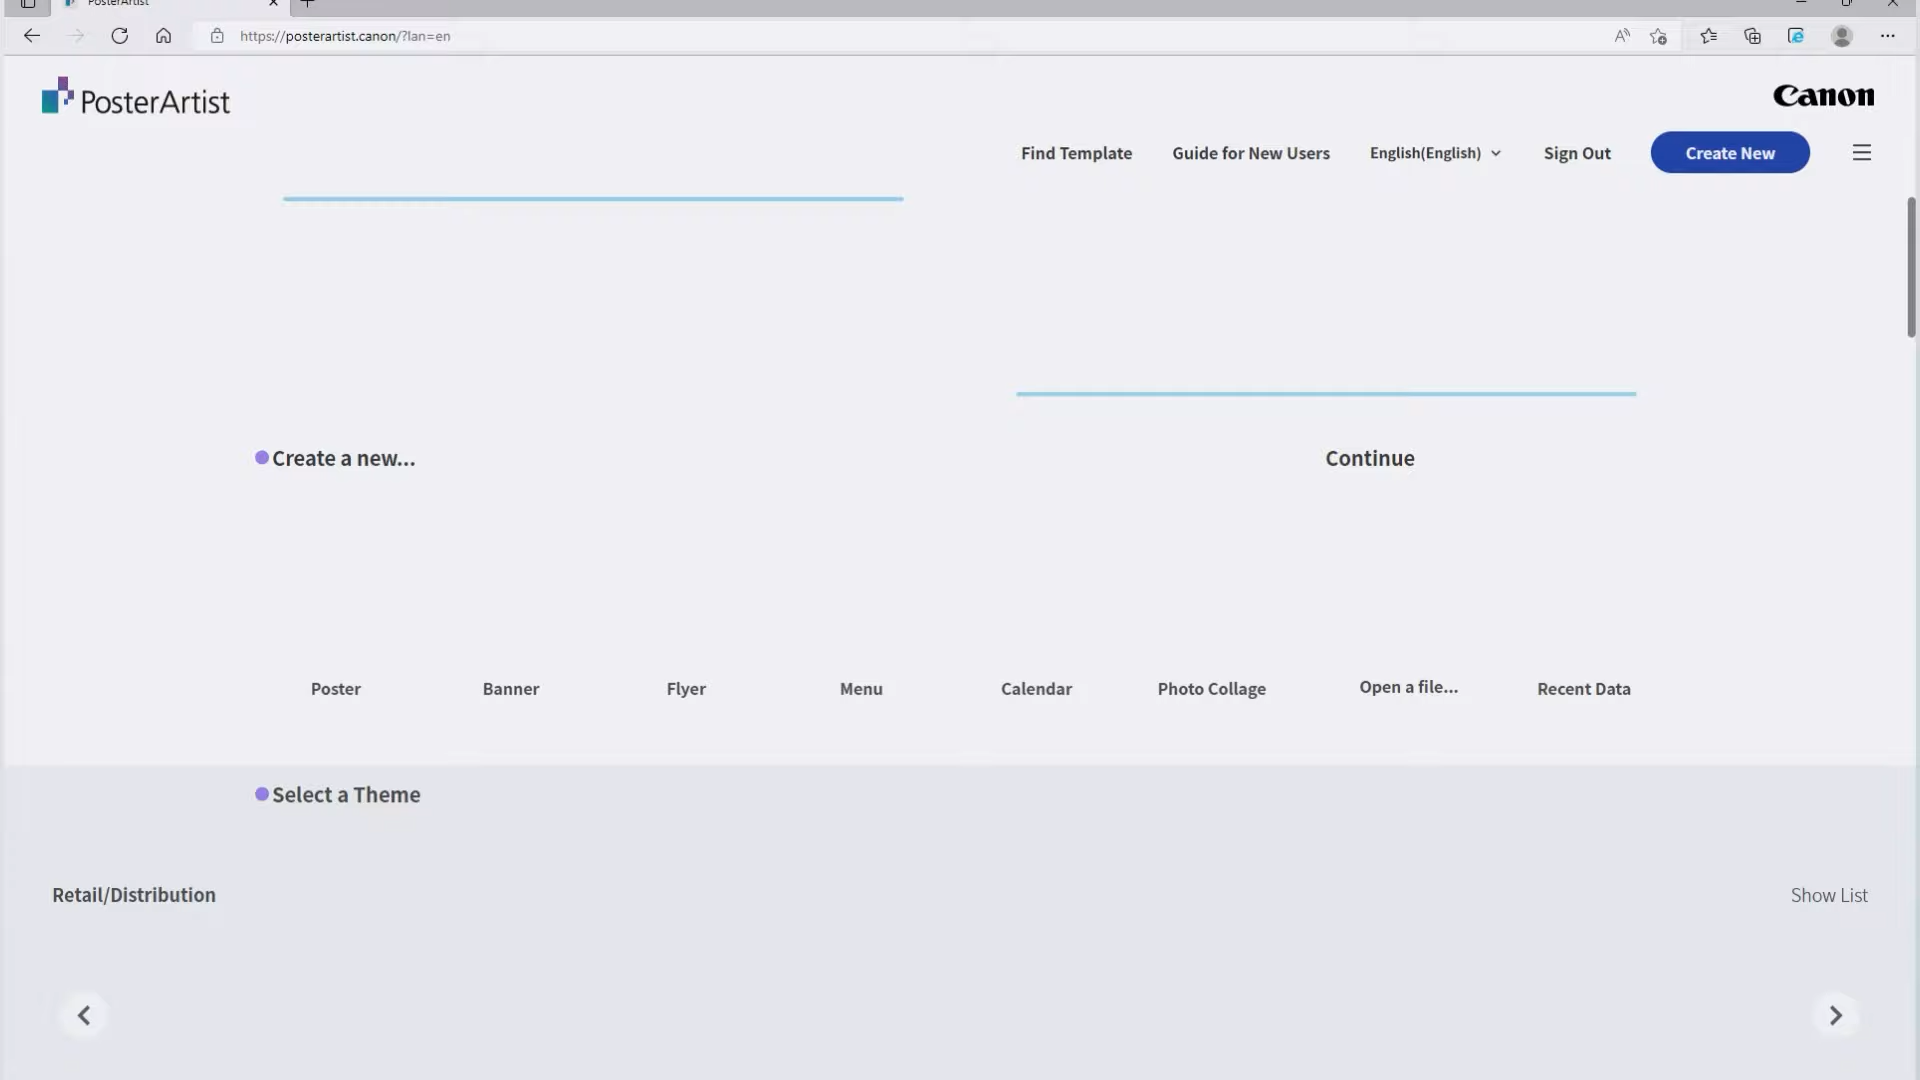 PosterArtist
https://posterartist.canon/?lan=en
PosterArtist
Canon
Find Template
Guide for New Users
English(English)
Sign Out
Create New
Create a new...
Continue
Poster
Banner
Flyer
Menu
Calendar
Photo Collage
Open a file...
Recent Data
Select a Theme
Retail/Distribution
Show List